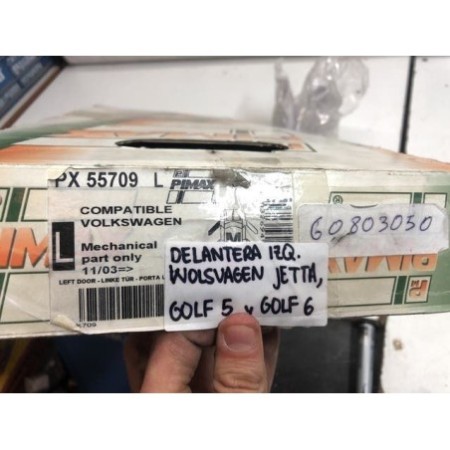 PX 55709 L PIMAX
COMPATIBLE
VOLKSWAGEN
L Mechanical
part only
11/03=>
LEFT DOOR - LINKE TÜR - PORTA
60803050
DELANTERA IZQ.
WOLSVAGEN JETTA,
GOLF 5 y GOLF 6